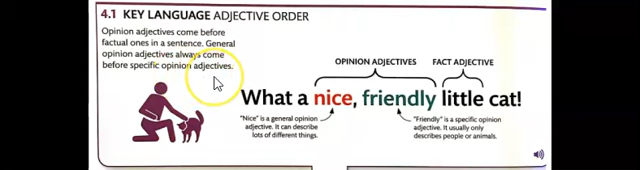 4.1 KEY LANGUAGE ADJECTIVE ORDER
Opinion adjectives come before
factual ones in a sentence. General
opinion adjectives always come
before specific opinion adjectives.
OPINION ADJECTIVES
FACT ADJECTIVE
What a nice, friendly little cat!
"Nice" is a general opinion
adjective. It can describe
lots of different things.
"Friendly" is a specific opinion
adjective. It usually only
describes people or animals.